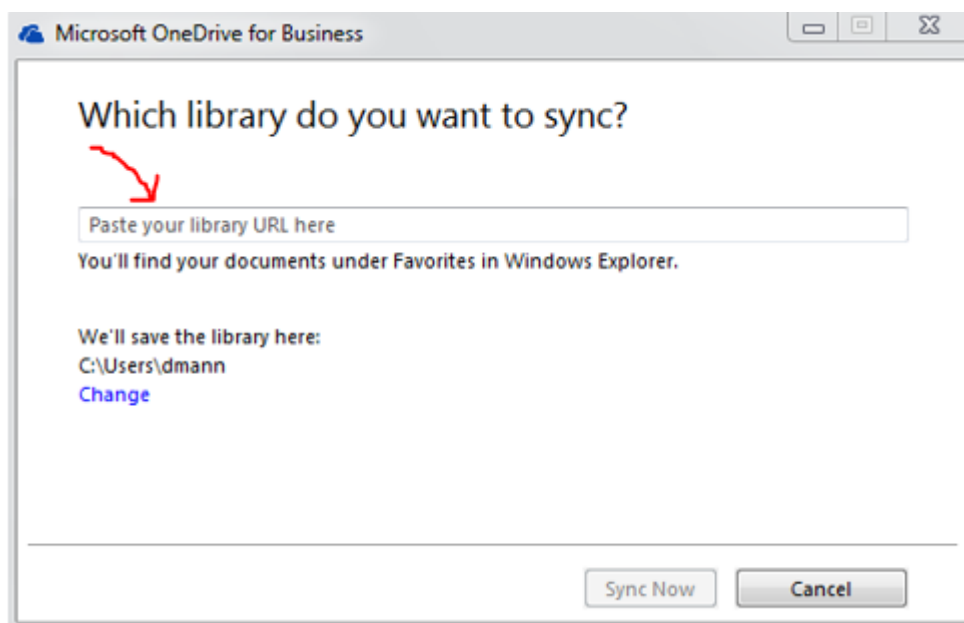 Microsoft OneDrive for Business
Which library do you want to sync?
Paste your library URL here
You'll find your documents under Favorites in Windows Explorer.
We'll save the library here:
C:\Users\dmann
Change
Sync Now
Cancel